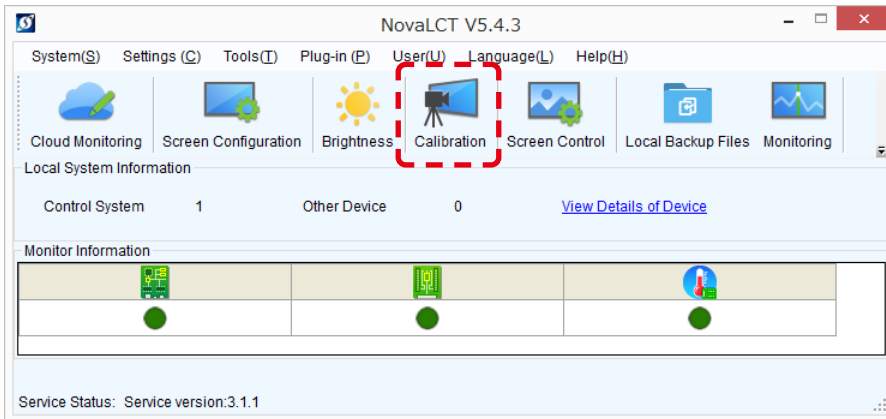 NovaLCT V5.4.3
System(S) Settings (C) Tools(T) Plug-in (P) User(U) Language(L) Help(H)
Cloud Monitoring Screen Configuration Brightness Calibration Screen Control Local Backup Files Monitoring
Local System Information
Control System 1 Other Device 0 View Details of Device
Monitor Information
Service Status: Service version:3.1.1